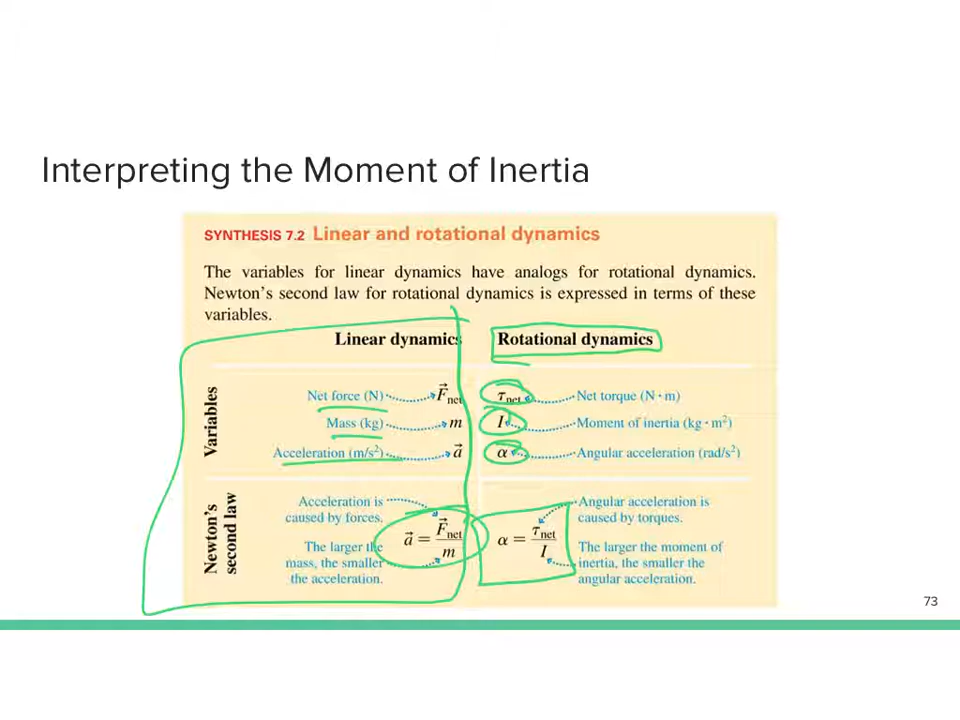 Interpreting the Moment of Inertia
SYNTHESIS 7.2 Linear and rotational dynamics
The variables for linear dynamics have analogs for rotational dynamics.
Newton's second law for rotational dynamics is expressed in terms of these
variables.
Linear dynamics
Rotational dynamics
Variables
Net force (N) F⃗net
τnet Net torque (N · m)
Mass (kg) m
I Moment of inertia (kg · m²)
Acceleration (m/s²) a⃗
α Angular acceleration (rad/s²)
Newton's
second law
Acceleration is
caused by forces.
The larger the
mass, the smaller
the acceleration.
a⃗ = F⃗net / m
α = τnet / I
Angular acceleration is
caused by torques.
The larger the moment of
inertia, the smaller the
angular acceleration.
73